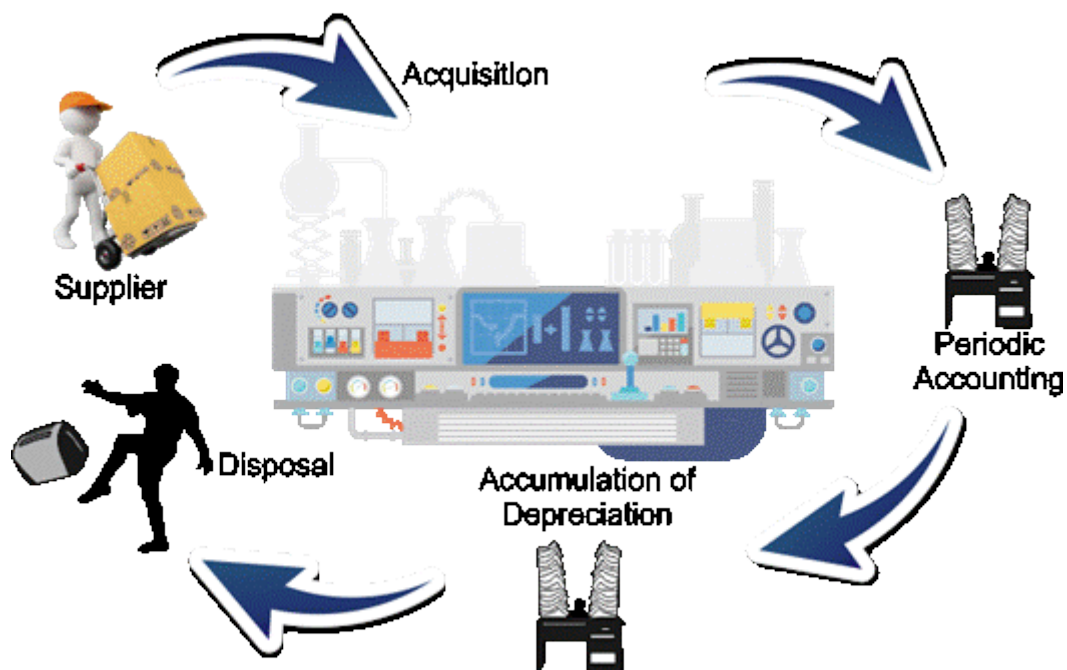 Acquisition
Supplier
Periodic
Accounting
Accumulation of
Depreciation
Disposal